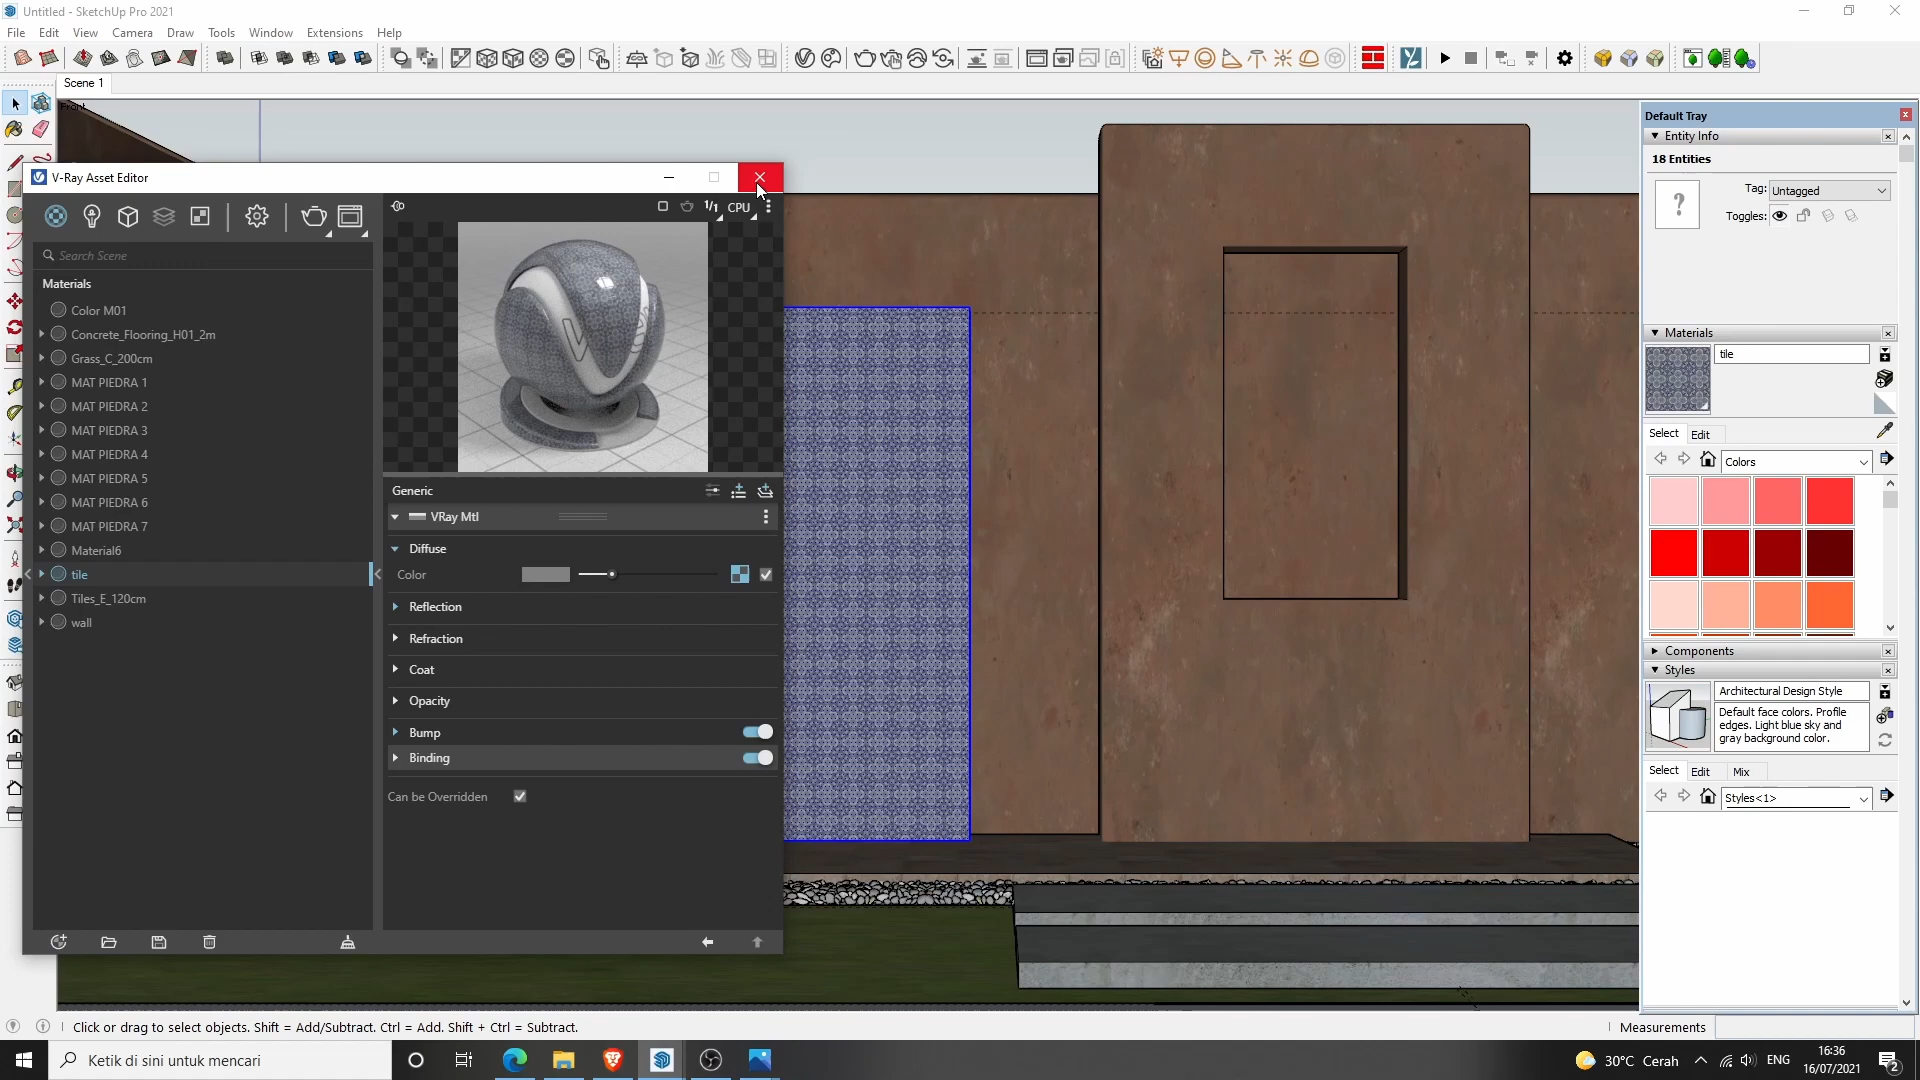 Untitled - SketchUp Pro 2021
File Edit View Camera Draw Tools Window Extensions Help
Scene 1
Front
V-Ray Asset Editor
1/1 CPU
Search Scene
Materials
Color M01
Concrete_Flooring_H01_2m
Grass_C_200cm
MAT PIEDRA 1
MAT PIEDRA 2
MAT PIEDRA 3
MAT PIEDRA 4
MAT PIEDRA 5
MAT PIEDRA 6
MAT PIEDRA 7
Material6
tile
Tiles_E_120cm
wall
Generic
VRay Mtl
Diffuse
Color
Reflection
Refraction
Coat
Opacity
Bump
Binding
Can be Overridden
Default Tray
Entity Info
18 Entities
?
Tag: Untagged
Toggles:
Materials
tile
Select Edit
Colors
Components
Styles
Architectural Design Style
Default face colors. Profile
edges. Light blue sky and
gray background color.
Select Edit Mix
Styles<1>
Click or drag to select objects. Shift = Add/Subtract. Ctrl = Add. Shift + Ctrl = Subtract.
Measurements
Ketik di sini untuk mencari
30°C Cerah
ENG
16:36
16/07/2021
2